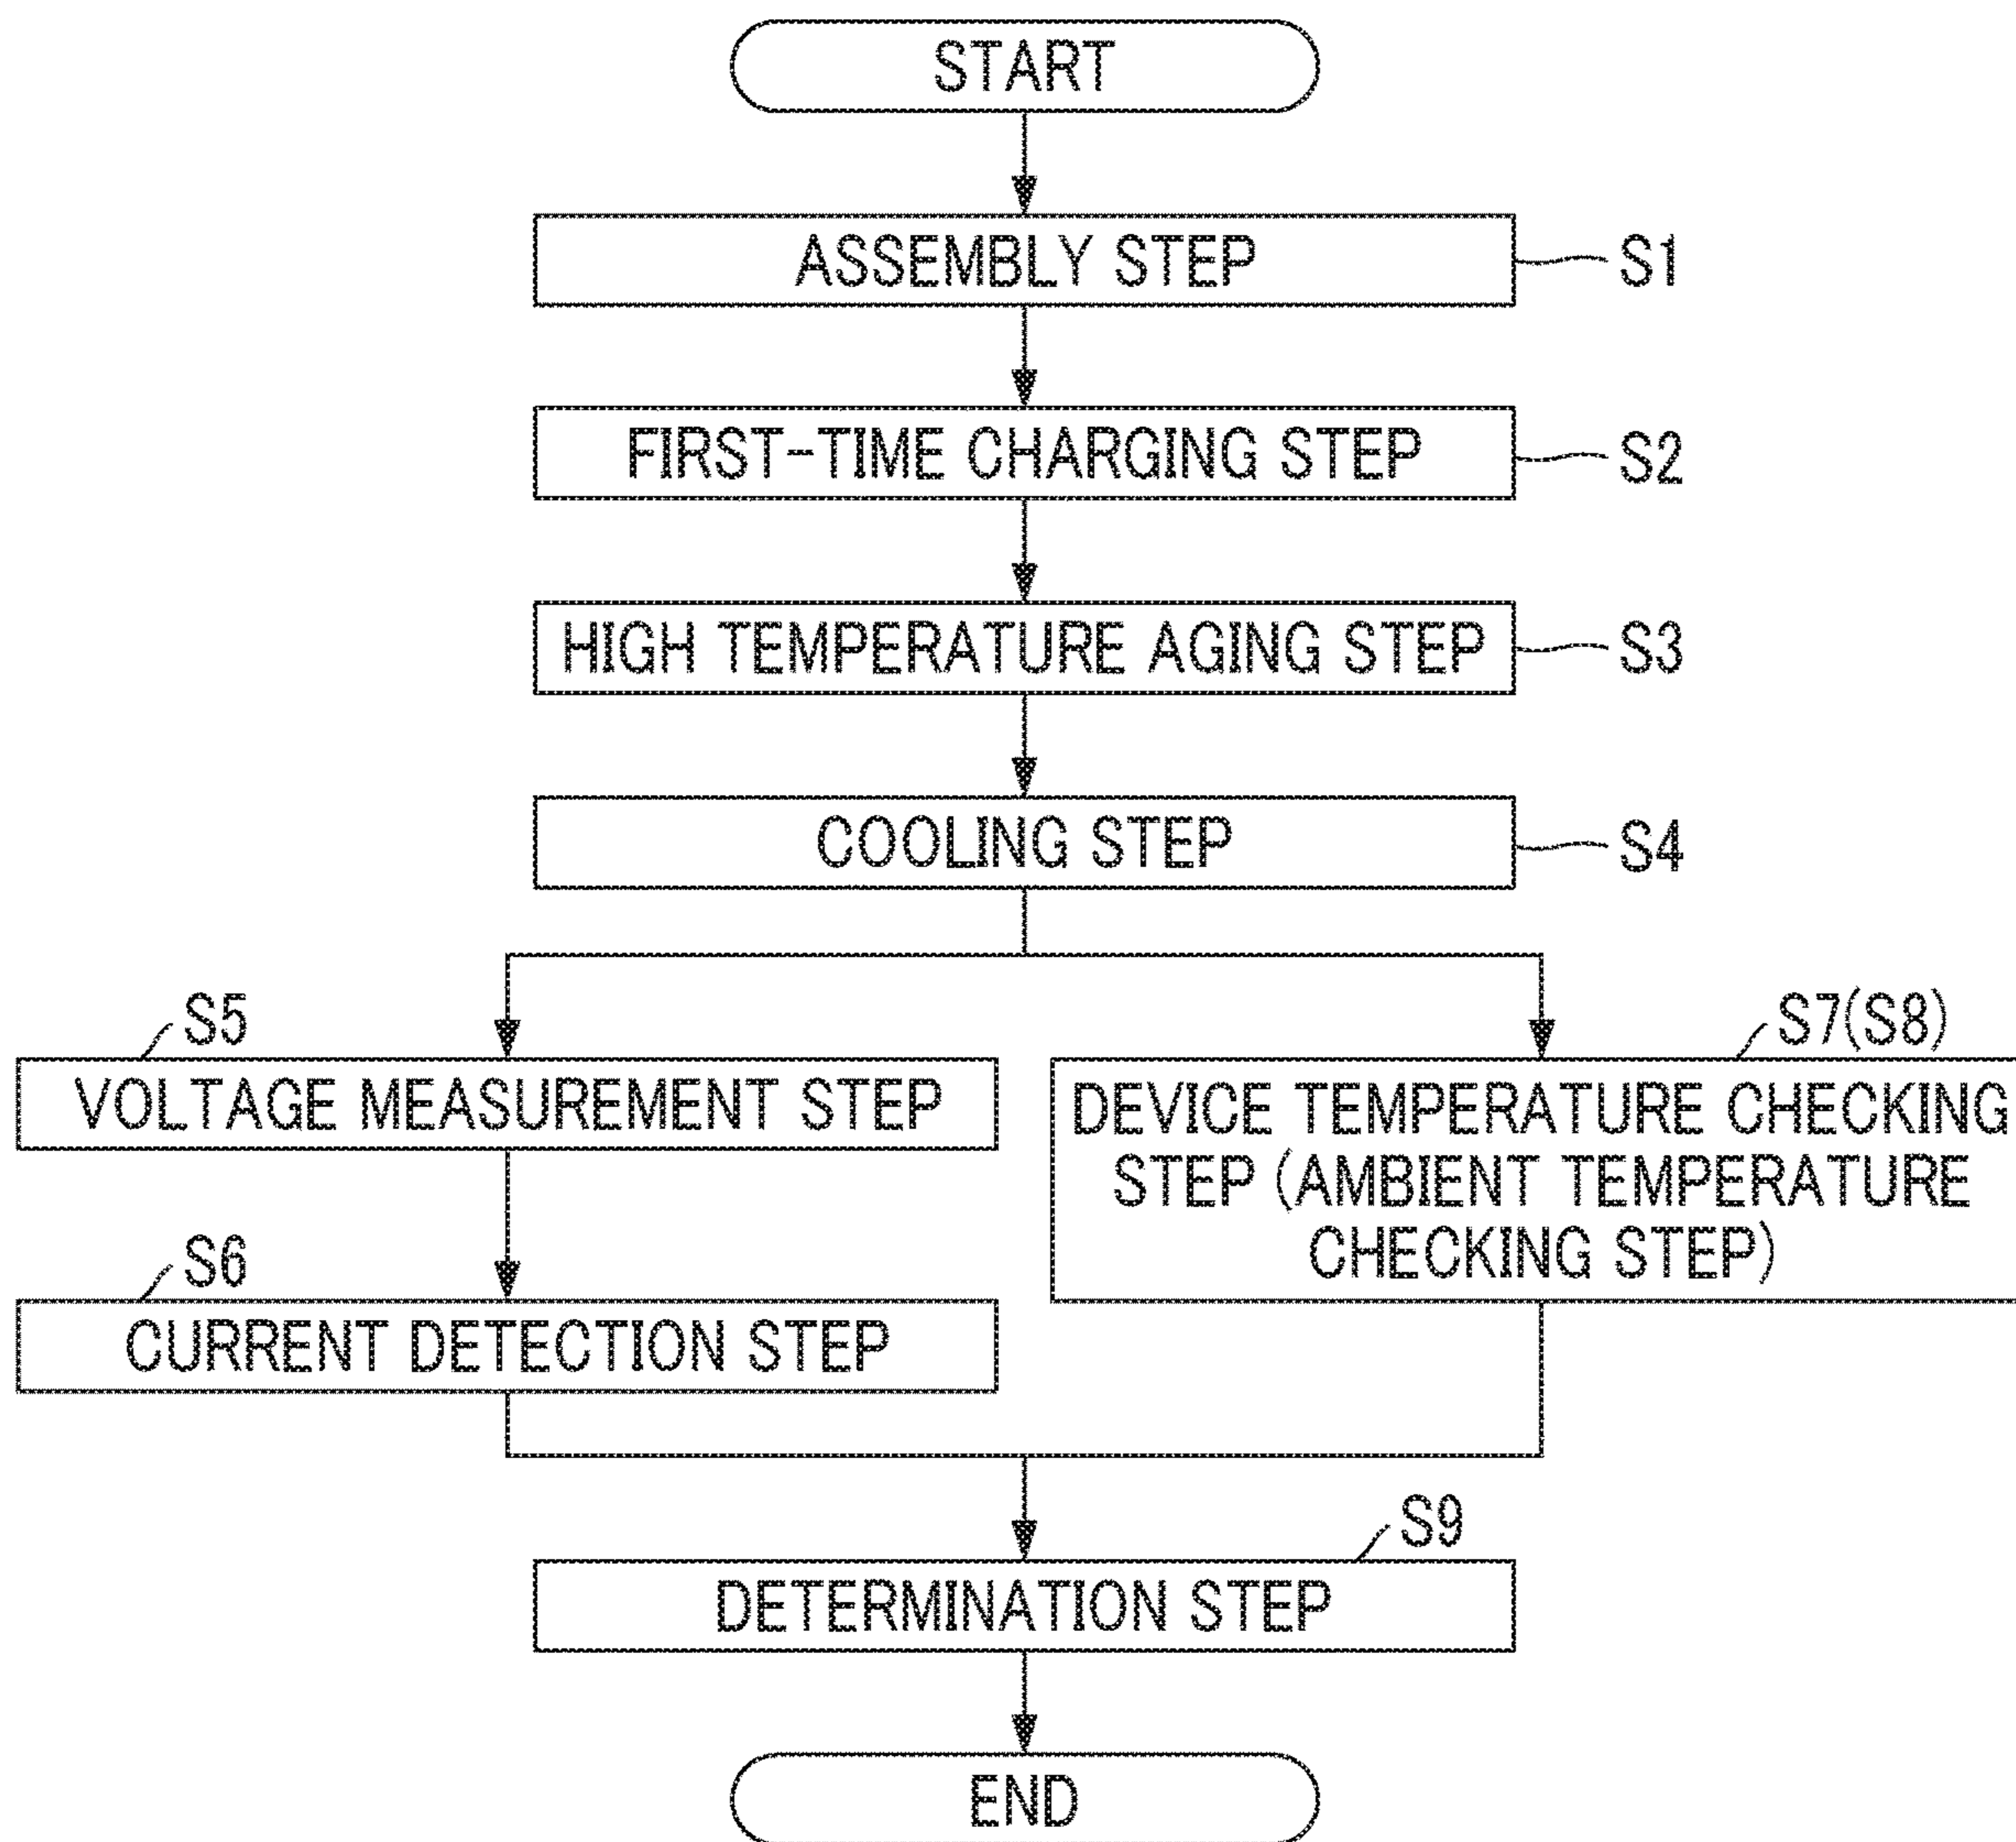 START
ASSEMBLY STEP
S1
FIRST-TIME CHARGING STEP
S2
HIGH TEMPERATURE AGING STEP
S3
COOLING STEP
S4
S5
VOLTAGE MEASUREMENT STEP
S6
CURRENT DETECTION STEP
S7(S8)
DEVICE TEMPERATURE CHECKING
STEP (AMBIENT TEMPERATURE
CHECKING STEP)
S9
DETERMINATION STEP
END